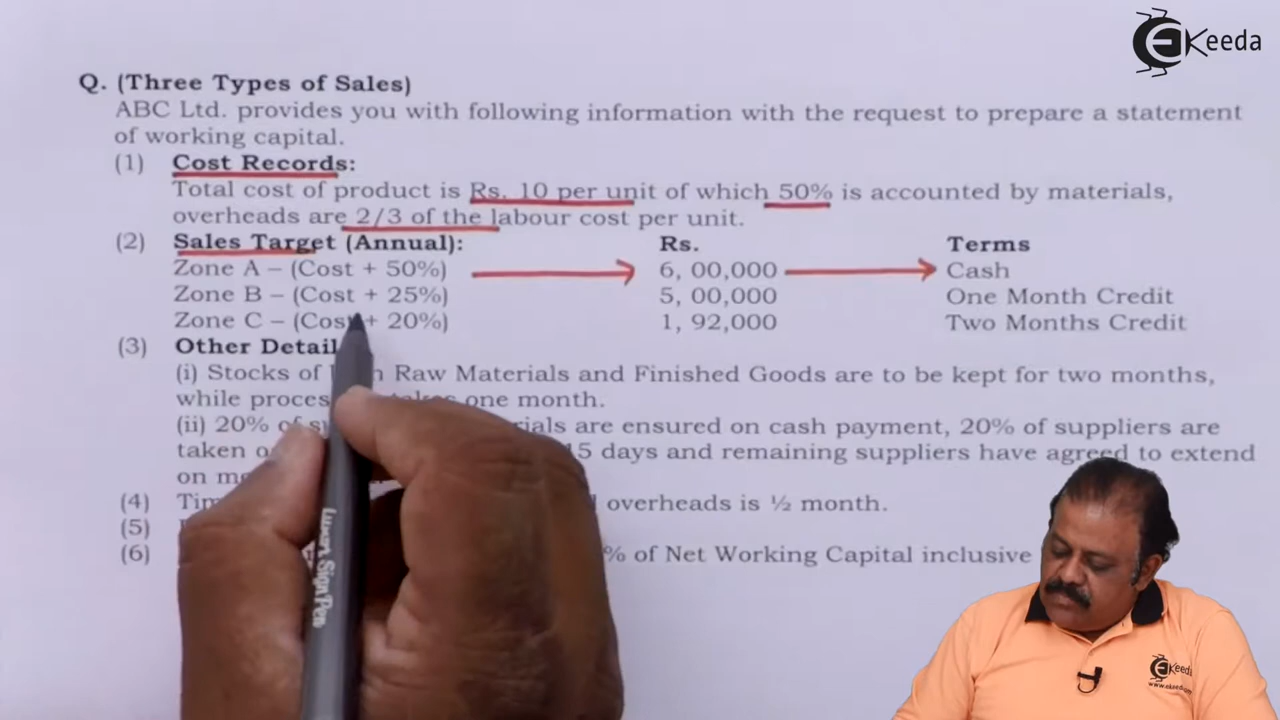 EKeeda
Q. (Three Types of Sales)
ABC Ltd. provides you with following information with the request to prepare a statement
of working capital.
(1) Cost Records:
Total cost of product is Rs. 10 per unit of which 50% is accounted by materials,
overheads are 2/3 of the labour cost per unit.
(2) Sales Target (Annual): Rs. Terms
Zone A – (Cost + 50%) 6, 00,000 Cash
Zone B – (Cost + 25%) 5, 00,000 One Month Credit
Zone C – (Cost + 20%) 1, 92,000 Two Months Credit
(3) Other Detail
(i) Stocks of Raw Materials and Finished Goods are to be kept for two months,
while one month.
(ii) 20% of are ensured on cash payment, 20% of suppliers are
taken 15 days and remaining suppliers have agreed to extend
on
(4) overheads is ½ month.
(5)
(6) % of Net Working Capital inclusive
Luxor Sign Pen
EKeeda